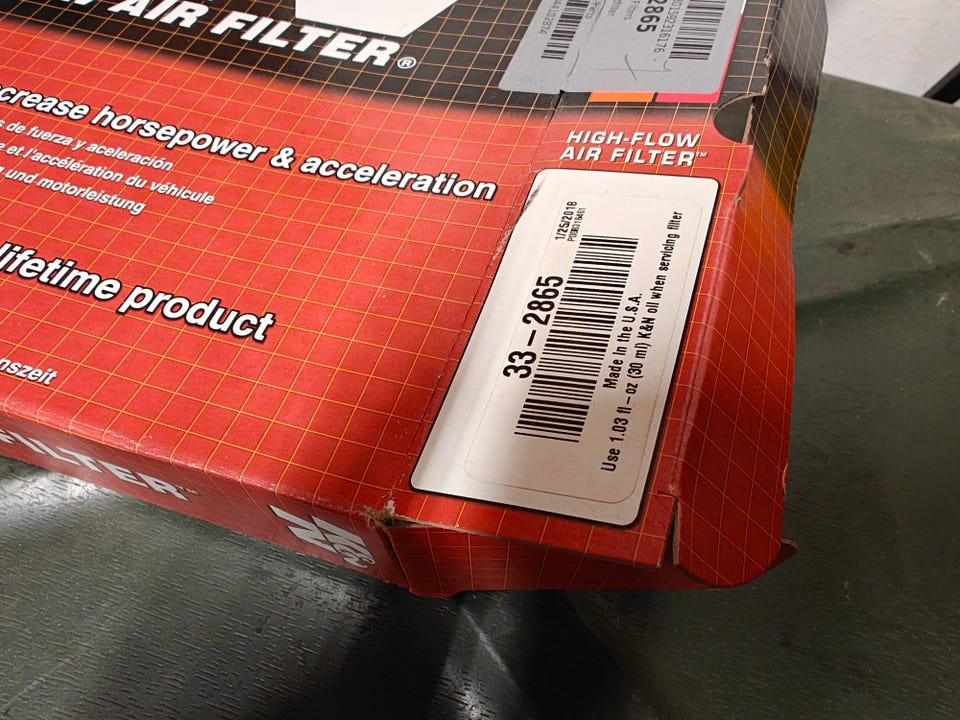 AIR FILTER®
crease horsepower & acceleration
s de fuerza y aceleración
e et l'accélération du véhicule
und motorleistung
lifetime product
nszeit
FILTER™
K&N
2865
HIGH-FLOW
AIR FILTER™
33-2865
1/25/2018
Made in the U.S.A.
Use 1.03 fl-oz (30 ml) K&N oil when servicing filter